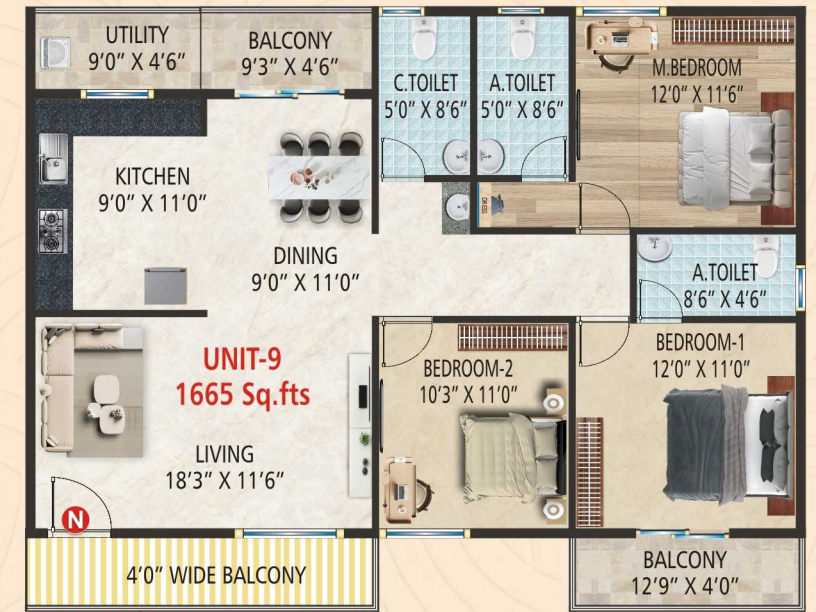 UTILITY
9'0" X 4'6"
BALCONY
9'3" X 4'6"
C.TOILET
5'0" X 8'6"
A.TOILET
5'0" X 8'6"
M.BEDROOM
12'0" X 11'6"
KITCHEN
9'0" X 11'0"
DRESS
DINING
9'0" X 11'0"
A.TOILET
8'6" X 4'6"
UNIT-9
1665 Sq.fts
BEDROOM-2
10'3" X 11'0"
BEDROOM-1
12'0" X 11'0"
LIVING
18'3" X 11'6"
N
4'0" WIDE BALCONY
BALCONY
12'9" X 4'0"